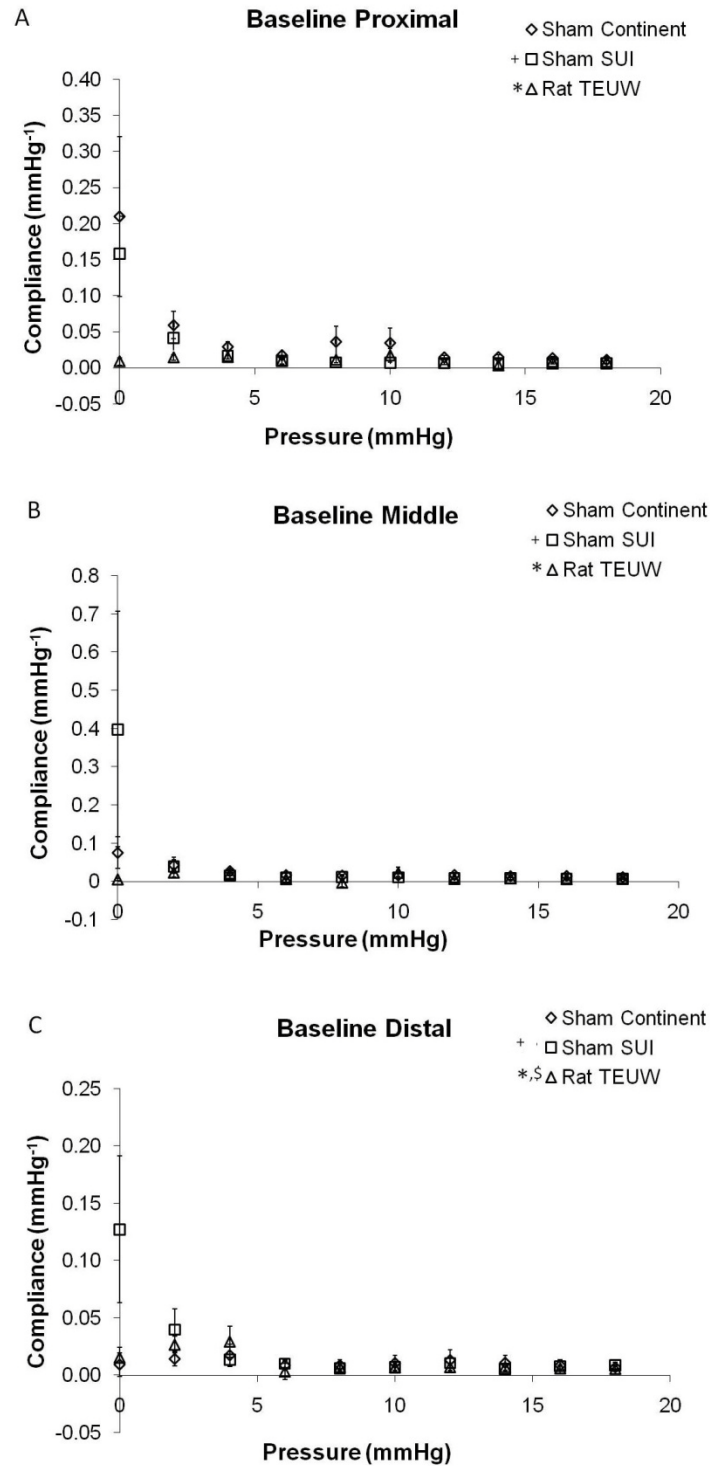 A
Baseline Proximal
◇ Sham Continent
+ □ Sham SUI
* △ Rat TEUW
Compliance (mmHg⁻¹)
0.40
0.35
0.30
0.25
0.20
0.15
0.10
0.05
0.00
-0.05
0 5 10 15 20
Pressure (mmHg)
B
Baseline Middle
◇ Sham Continent
+ □ Sham SUI
* △ Rat TEUW
Compliance (mmHg⁻¹)
0.8
0.7
0.6
0.5
0.4
0.3
0.2
0.1
0
-0.1
0 5 10 15 20
Pressure (mmHg)
C
Baseline Distal
◇ Sham Continent
+ □ Sham SUI
*,$ △ Rat TEUW
Compliance (mmHg⁻¹)
0.25
0.20
0.15
0.10
0.05
0.00
-0.05
0 5 10 15 20
Pressure (mmHg)